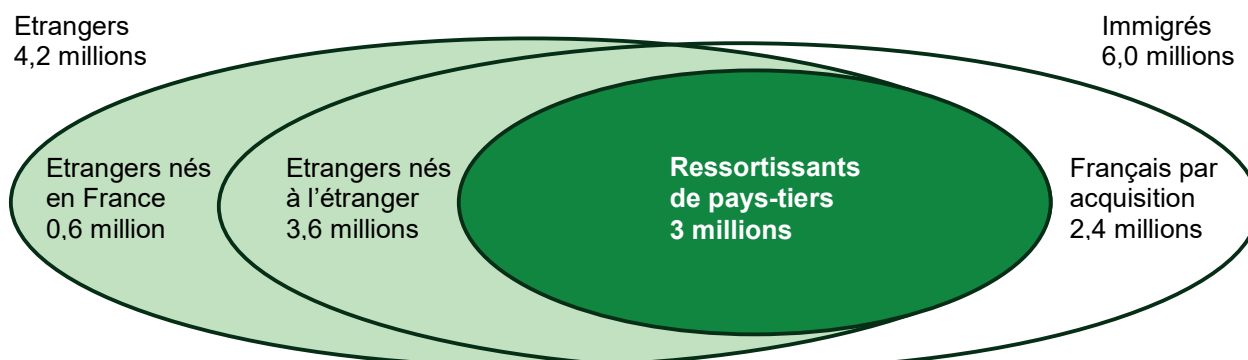 Etrangers
4,2 millions
Immigrés
6,0 millions
Etrangers nés
en France
0,6 million
Etrangers nés
à l’étranger
3,6 millions
Ressortissants
de pays-tiers
3 millions
Français par
acquisition
2,4 millions